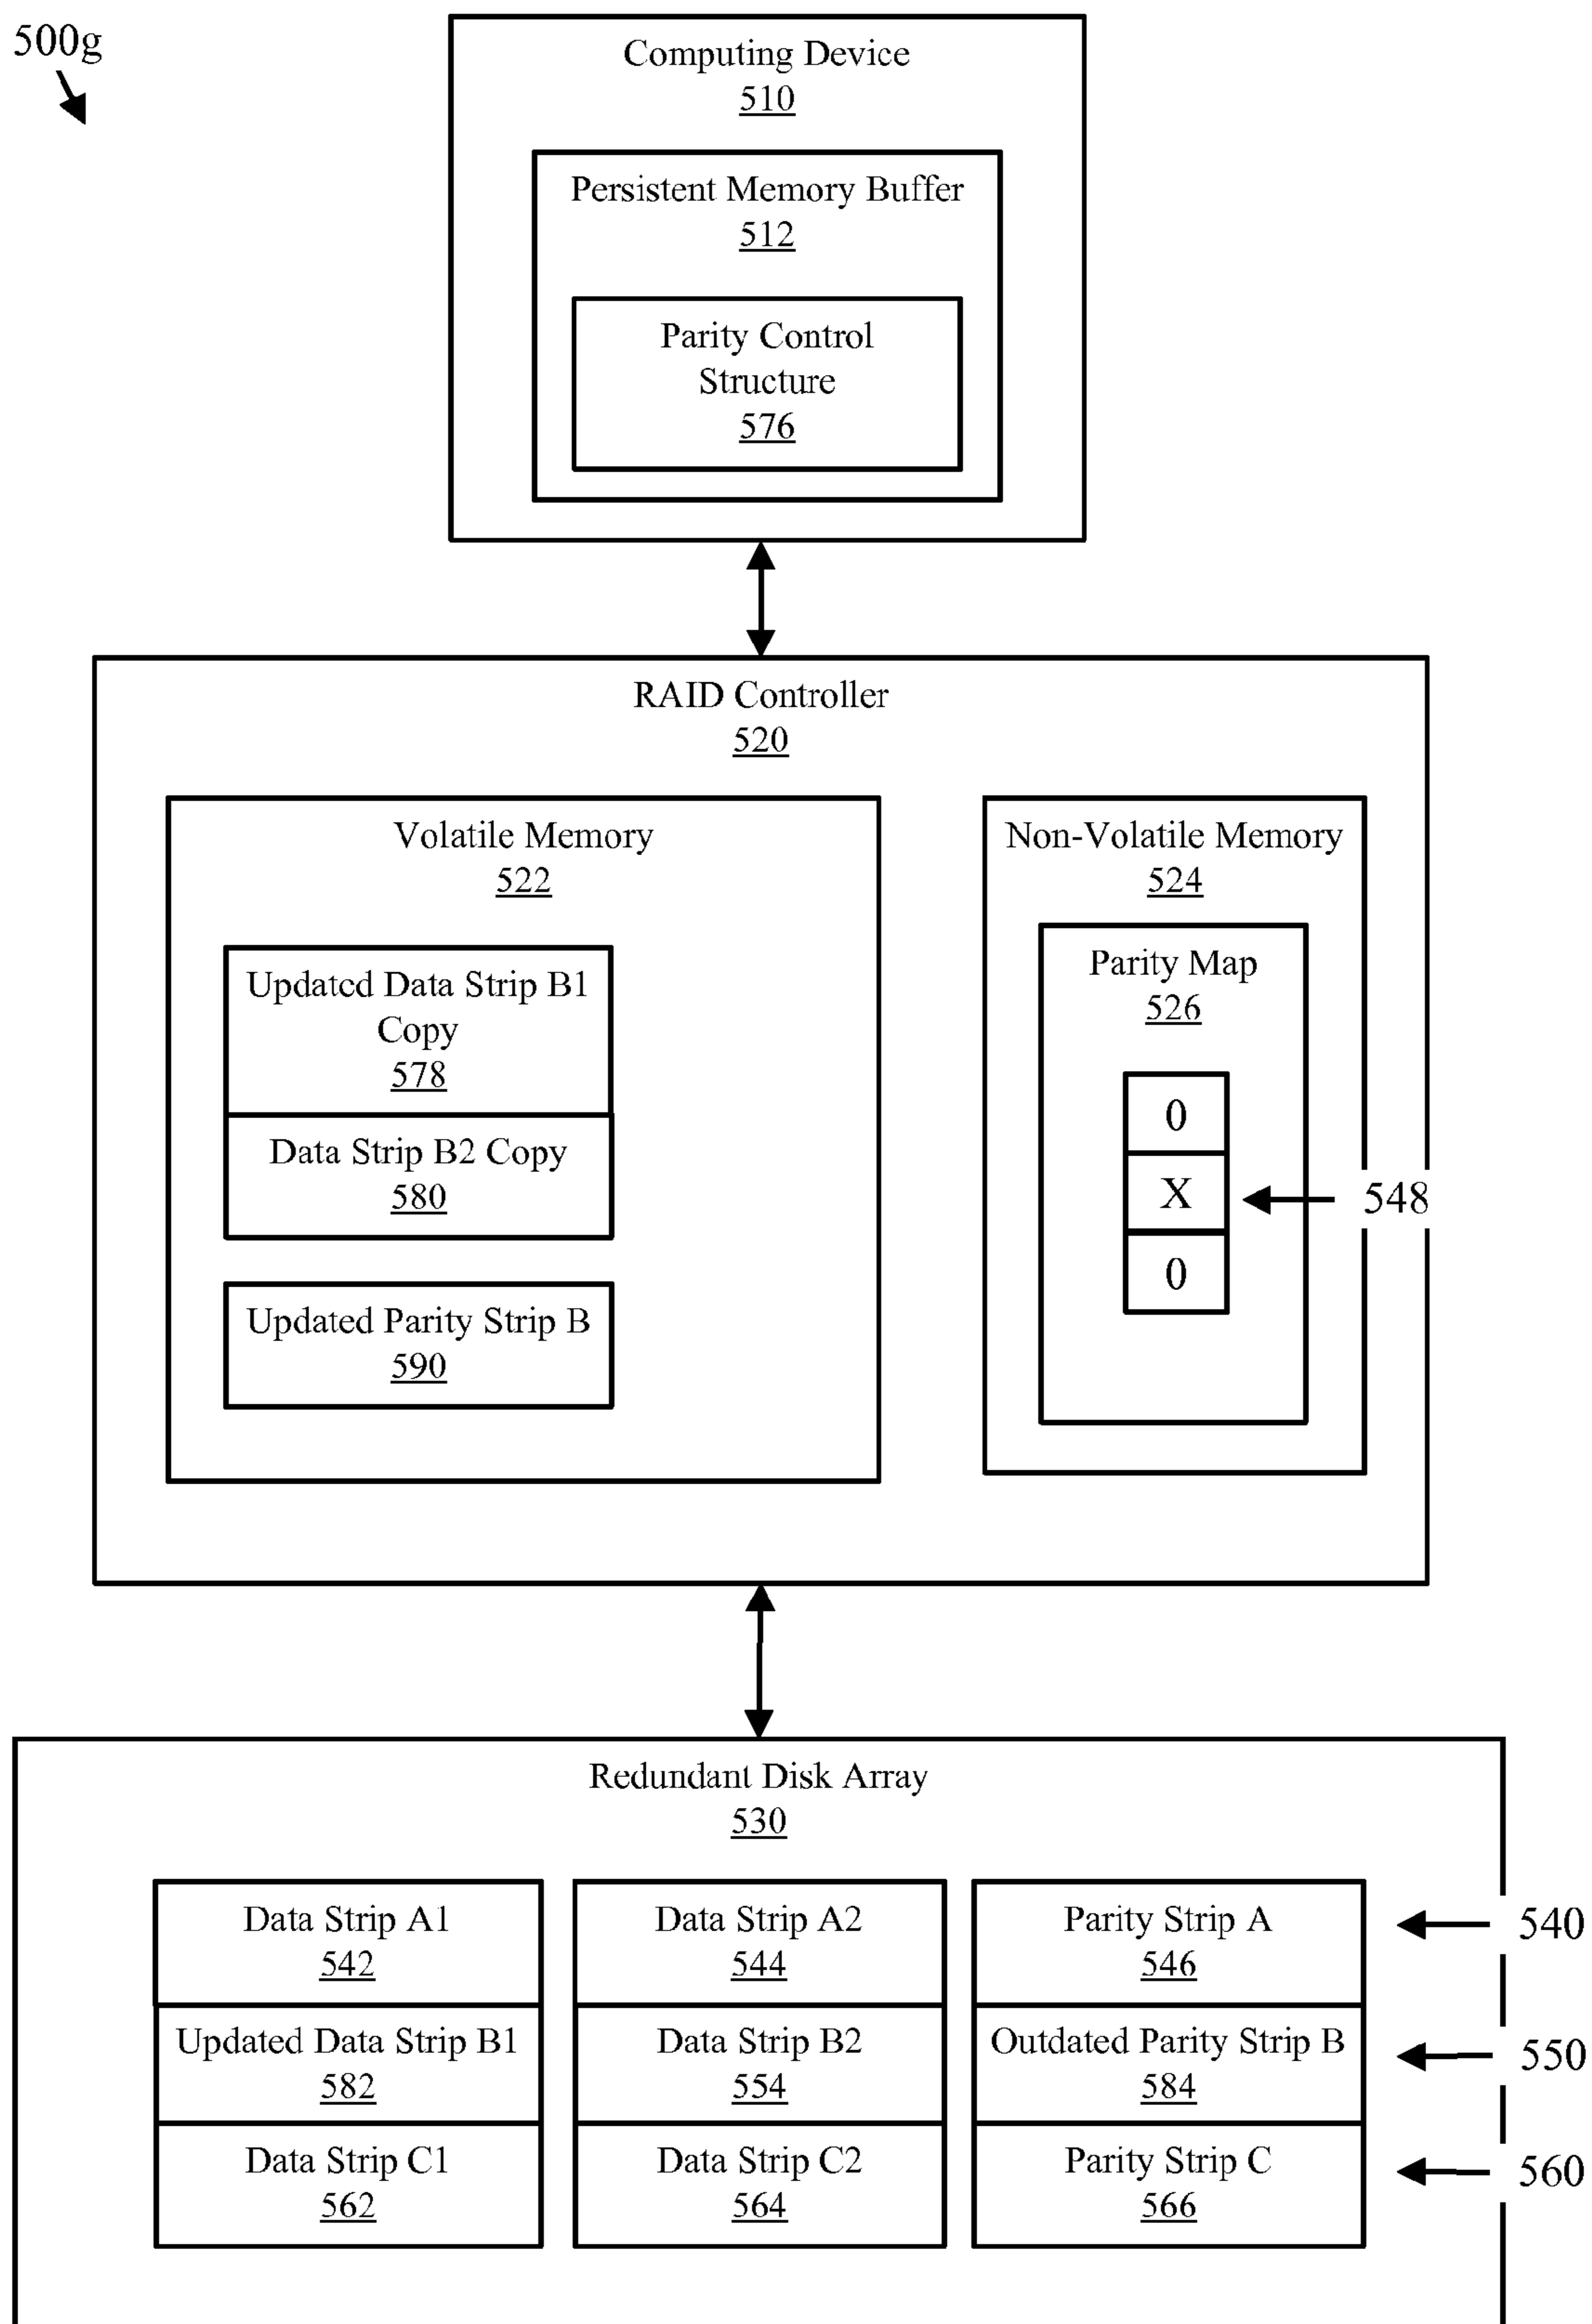 500g
Computing Device
510
Persistent Memory Buffer
512
Parity Control
Structure
576
RAID Controller
520
Volatile Memory
522
Updated Data Strip B1
Copy
578
Data Strip B2 Copy
580
Updated Parity Strip B
590
Non-Volatile Memory
524
Parity Map
526
0
X
0
548
Redundant Disk Array
530
Data Strip A1
542
Data Strip A2
544
Parity Strip A
546
540
Updated Data Strip B1
582
Data Strip B2
554
Outdated Parity Strip B
584
550
Data Strip C1
562
Data Strip C2
564
Parity Strip C
566
560